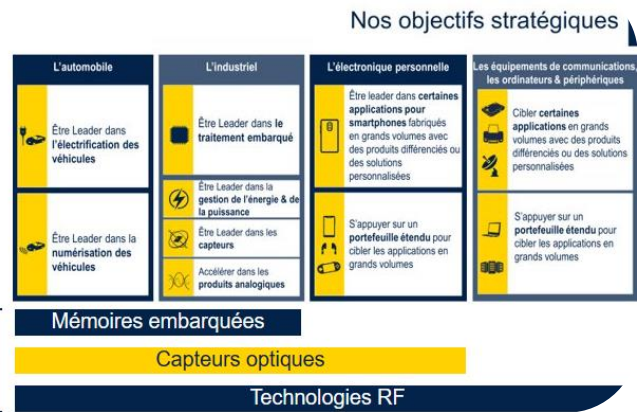 Nos objectifs stratégiques
L'automobile
Être Leader dans
l'électrification des
véhicules
Être Leader dans la
numérisation des
véhicules
L'industriel
Être Leader dans le
traitement embarqué
Être Leader dans la
gestion de l'énergie & de
la puissance
Être Leader dans les
capteurs
Accélérer dans les
produits analogiques
L'électronique personnelle
Être leader dans certaines
applications pour
smartphones fabriqués
en grands volumes avec
des produits différenciés ou
des solutions
personnalisées
S'appuyer sur un
portefeuille étendu pour
cibler les applications en
grands volumes
Les équipements de communications,
les ordinateurs & périphériques
Cibler certaines
applications en grands
volumes avec des produits
différenciés ou des solutions
personnalisées
S'appuyer sur un
portefeuille étendu pour
cibler les applications en
grands volumes
Mémoires embarquées
Capteurs optiques
Technologies RF